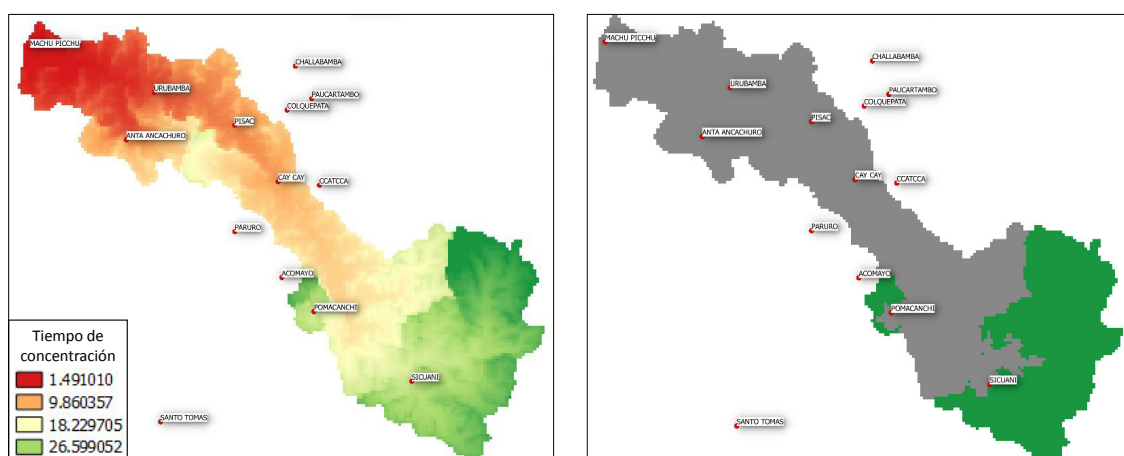 MACHU PICCHU
CHALLABAMBA
URUBAMBA
PAUCARTAMBO
COLQUEPATA
PISAC
ANTA ANCACHURO
CAY CAY
CCATCCA
PARURO
ACOMAYO
POMACANCHI
SICUANI
SANTO TOMAS
Tiempo de
concentración
1.491010
9.860357
18.229705
26.599052
MACHU PICCHU
CHALLABAMBA
URUBAMBA
PAUCARTAMBO
COLQUEPATA
PISAC
ANTA ANCACHURO
CAY CAY
CCATCCA
PARURO
ACOMAYO
POMACANCHI
SICUANI
SANTO TOMAS